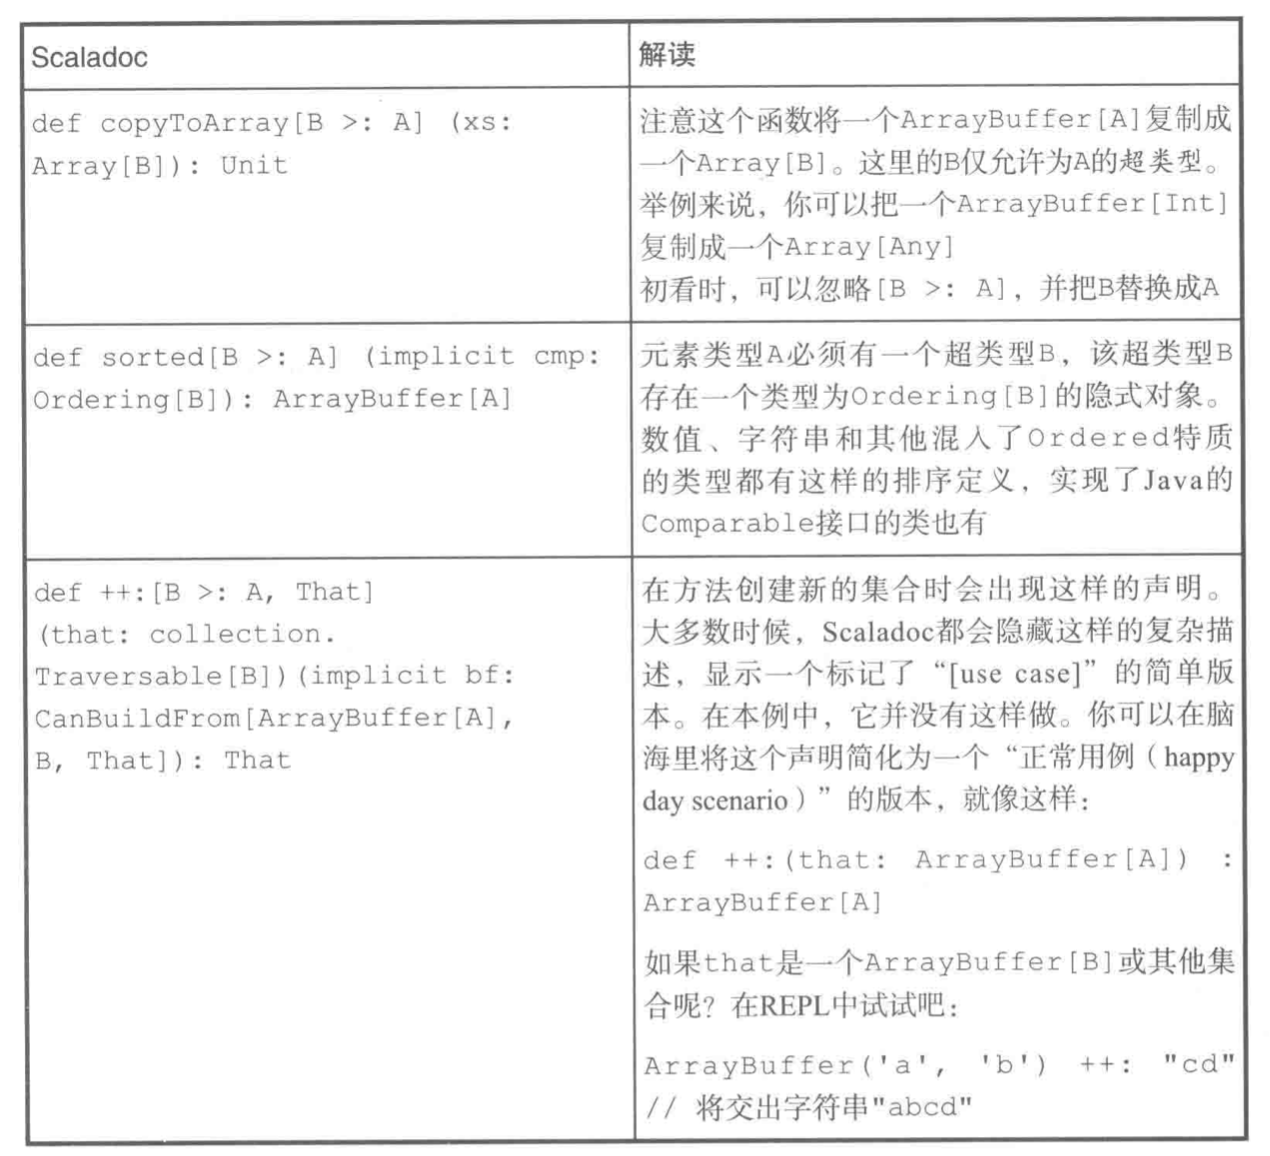 Scaladoc
解读
def copyToArray[B >: A] (xs:
Array[B]): Unit
注意这个函数将一个ArrayBuffer[A]复制成
一个Array[B]。这里的B仅允许为A的超类型。
举例来说，你可以把一个ArrayBuffer[Int]
复制成一个Array[Any]
初看时，可以忽略[B >: A]，并把B替换成A
def sorted[B >: A] (implicit cmp:
Ordering[B]): ArrayBuffer[A]
元素类型A必须有一个超类型B，该超类型B
存在一个类型为Ordering[B]的隐式对象。
数值、字符串和其他混入了Ordered特质
的类型都有这样的排序定义，实现了Java的
Comparable接口的类也有
def ++:[B >: A, That]
(that: collection.
Traversable[B])(implicit bf:
CanBuildFrom[ArrayBuffer[A],
B, That]): That
在方法创建新的集合时会出现这样的声明。
大多数时候，Scaladoc都会隐藏这样的复杂描
述，显示一个标记了“[use case]”的简单版
本。在本例中，它并没有这样做。你可以在脑
海里将这个声明简化为一个“正常用例（happy
day scenario）”的版本，就像这样：
def ++:(that: ArrayBuffer[A]) :
ArrayBuffer[A]
如果that是一个ArrayBuffer[B]或其他集
合呢？在REPL中试试吧：
ArrayBuffer('a', 'b') ++: "cd"
// 将交出字符串"abcd"